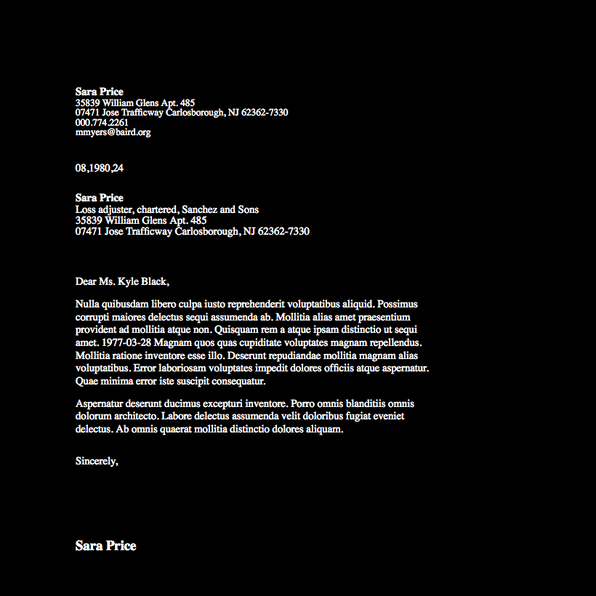 Sara Price
35839 William Glens Apt. 485
07471 Jose Trafficway Carlosborough, NJ 62362-7330
000.774.2261
mmyers@baird.org
08,1980,24
Sara Price
Loss adjuster, chartered, Sanchez and Sons
35839 William Glens Apt. 485
07471 Jose Trafficway Carlosborough, NJ 62362-7330
Dear Ms. Kyle Black,
Nulla quibusdam libero culpa iusto reprehenderit voluptatibus aliquid. Possimus
corrupti maiores delectus sequi assumenda ab. Mollitia alias amet praesentium
provident ad mollitia atque non. Quisquam rem a atque ipsam distinctio ut sequi
amet. 1977-03-28 Magnam quos quas cupiditate voluptates magnam repellendus.
Mollitia ratione inventore esse illo. Deserunt repudiandae mollitia magnam alias
voluptatibus. Error laboriosam voluptates impedit dolores officiis atque aspernatur.
Quae minima error iste suscipit consequatur.
Aspernatur deserunt ducimus excepturi inventore. Porro omnis blanditiis omnis
dolorum architecto. Labore delectus assumenda velit doloribus fugiat eveniet
delectus. Ab omnis quaerat mollitia distinctio dolores aliquam.
Sincerely,
Sara Price